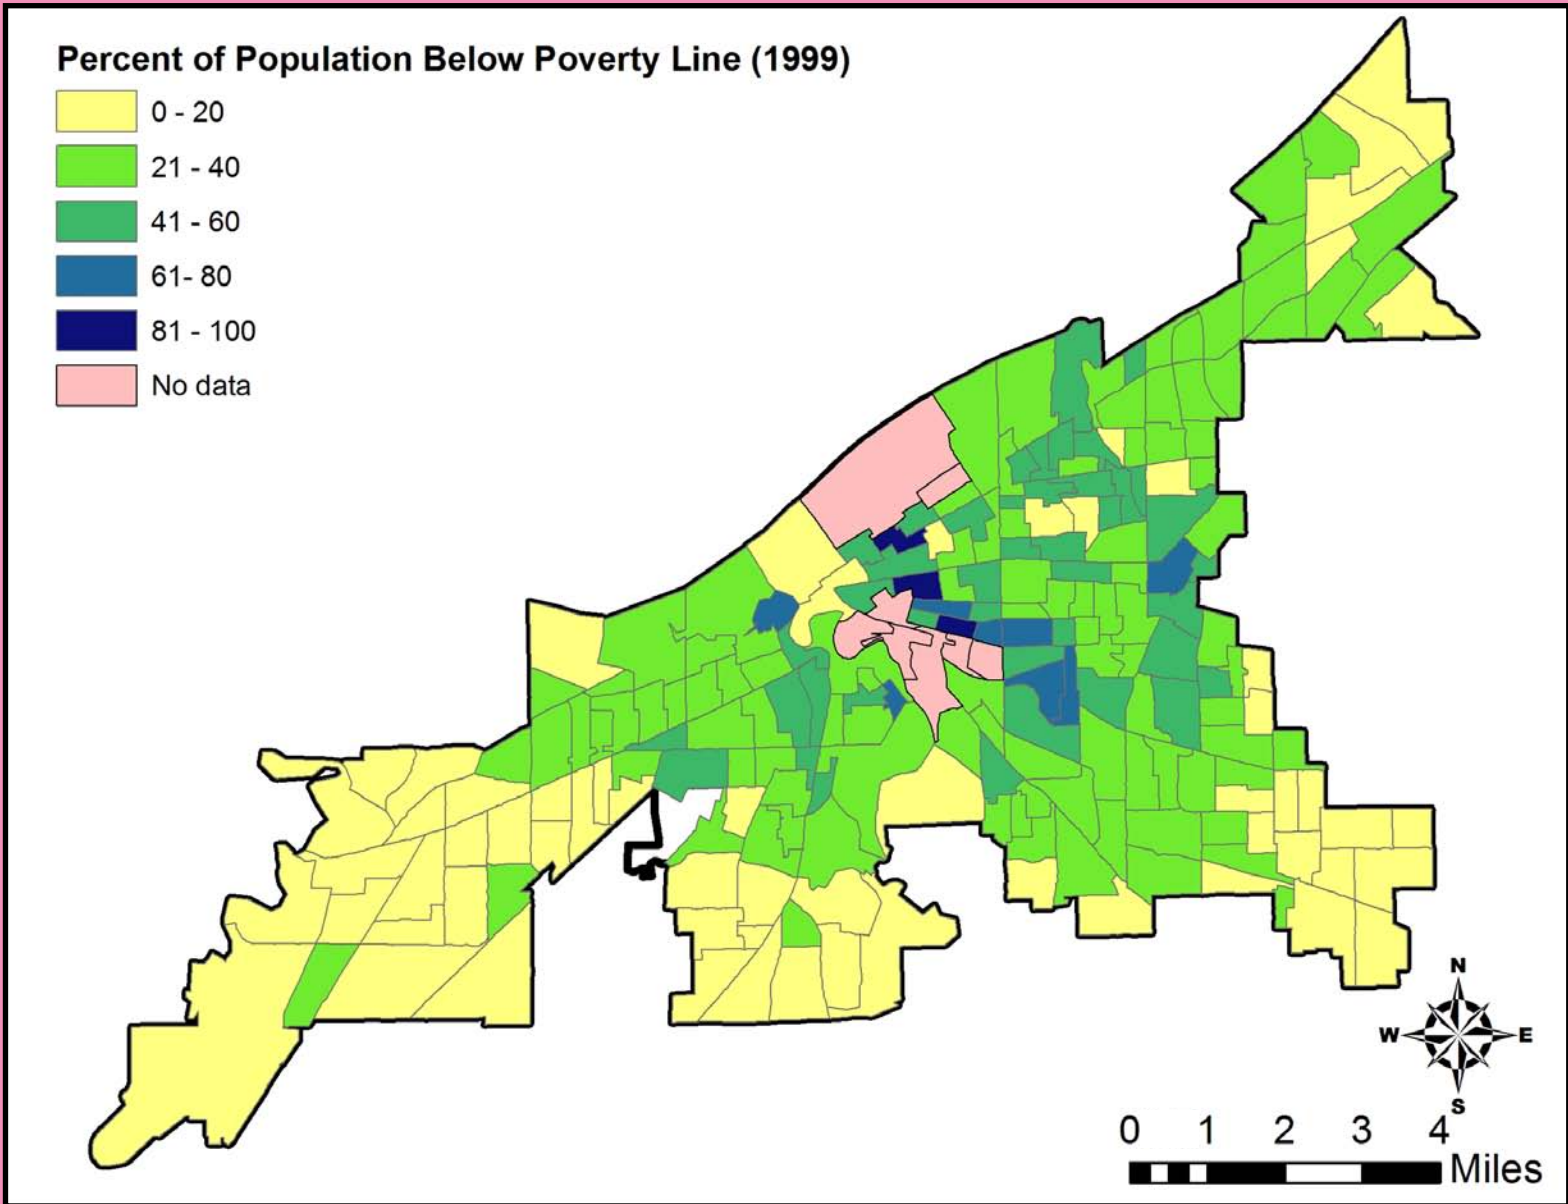 Percent of Population Below Poverty Line (1999)
0 - 20
21 - 40
41 - 60
61- 80
81 - 100
No data
N
W E
S
0 1 2 3 4
Miles